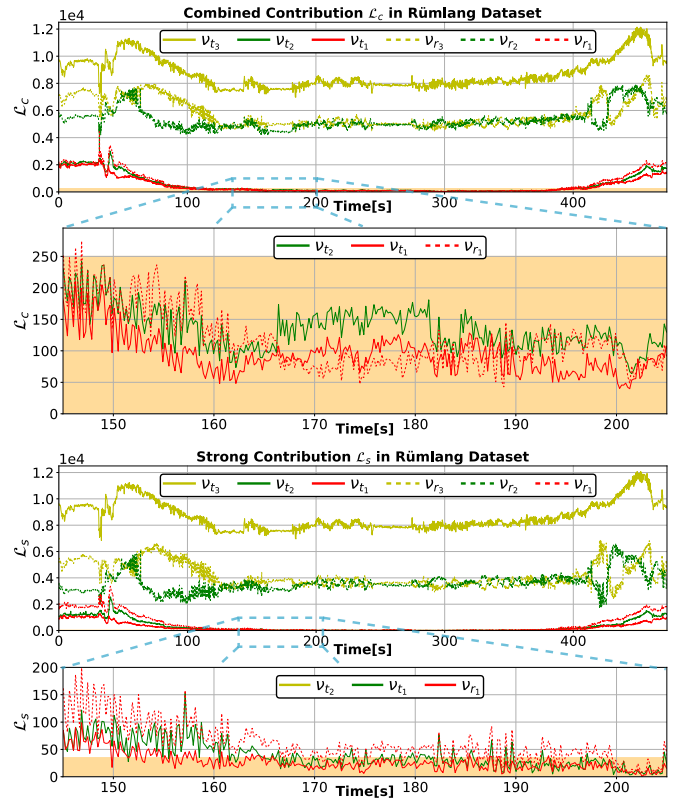 Combined Contribution ℒc in Rümlang Dataset
1e4
νt3 νt2 νt1 νr3 νr2 νr1
1.2
1.0
0.8
0.6
0.4
0.2
0.0
ℒc
0 100 200 300 400
Time[s]
νt2 νt1 νr1
250
200
150
100
50
0
ℒc
150 160 170 180 190 200
Time[s]
Strong Contribution ℒs in Rümlang Dataset
1e4
νt3 νt2 νt1 νr3 νr2 νr1
1.2
1.0
0.8
0.6
0.4
0.2
0.0
ℒs
0 100 200 300 400
Time[s]
νt2 νt1 νr1
200
150
100
50
0
ℒs
150 160 170 180 190 200
Time[s]